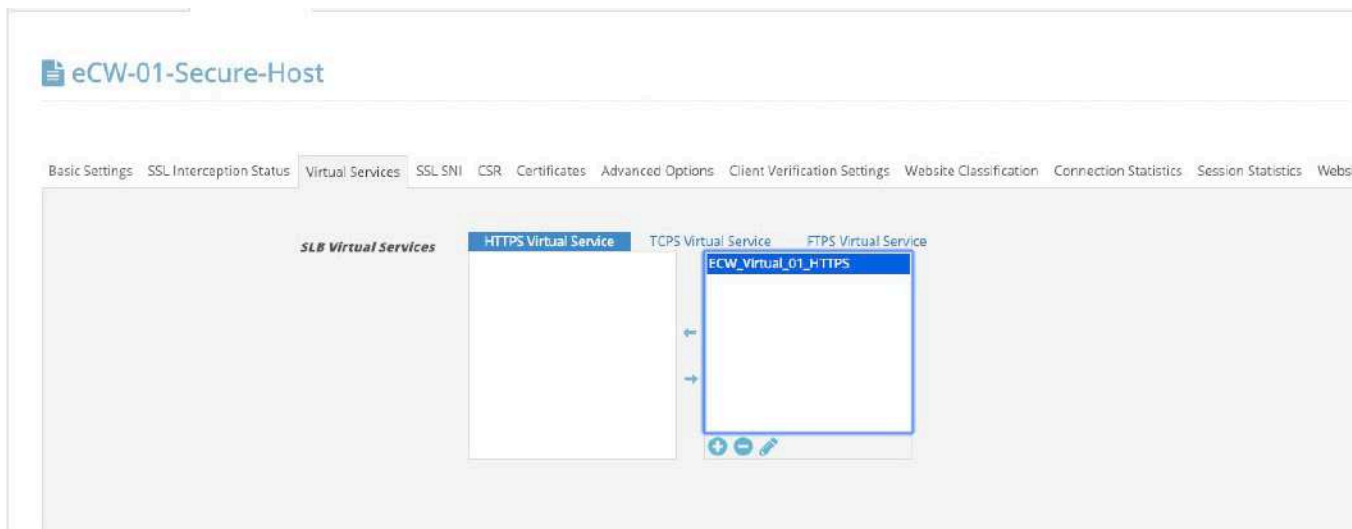 eCW-01-Secure-Host
Basic Settings SSL Interception Status Virtual Services SSL SNI CSR Certificates Advanced Options Client Verification Settings Website Classification Connection Statistics Session Statistics Webs
SLB Virtual Services HTTPS Virtual Service TCPS Virtual Service FTPS Virtual Service
ECW_Virtual_01_HTTPS